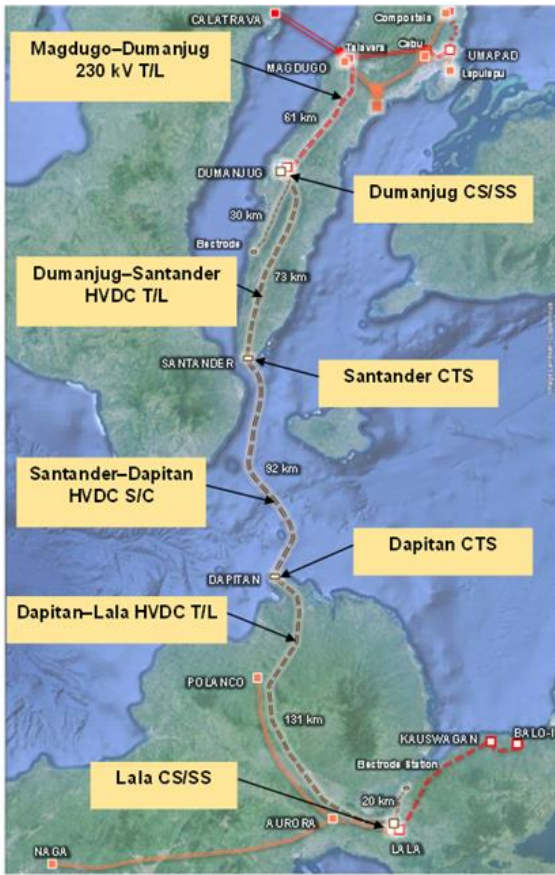 CALATRAVA
Compostela
Magdugo–Dumanjug
230 kV T/L
Talavera
MAGDUGO
Cebu
UMAPAD
Lapulapu
61 km
DUMANJUG
Dumanjug CS/SS
30 km
Electrode
Dumanjug–Santander
HVDC T/L
73 km
SANTANDER
Santander CTS
92 km
Santander–Dapitan
HVDC S/C
Dapitan CTS
DAPITAN
Dapitan–Lala HVDC T/L
POLANCO
131 km
KAUSWAGAN
BALO-I
Electrode Station
Lala CS/SS
20 km
AURORA
LALA
NAGA